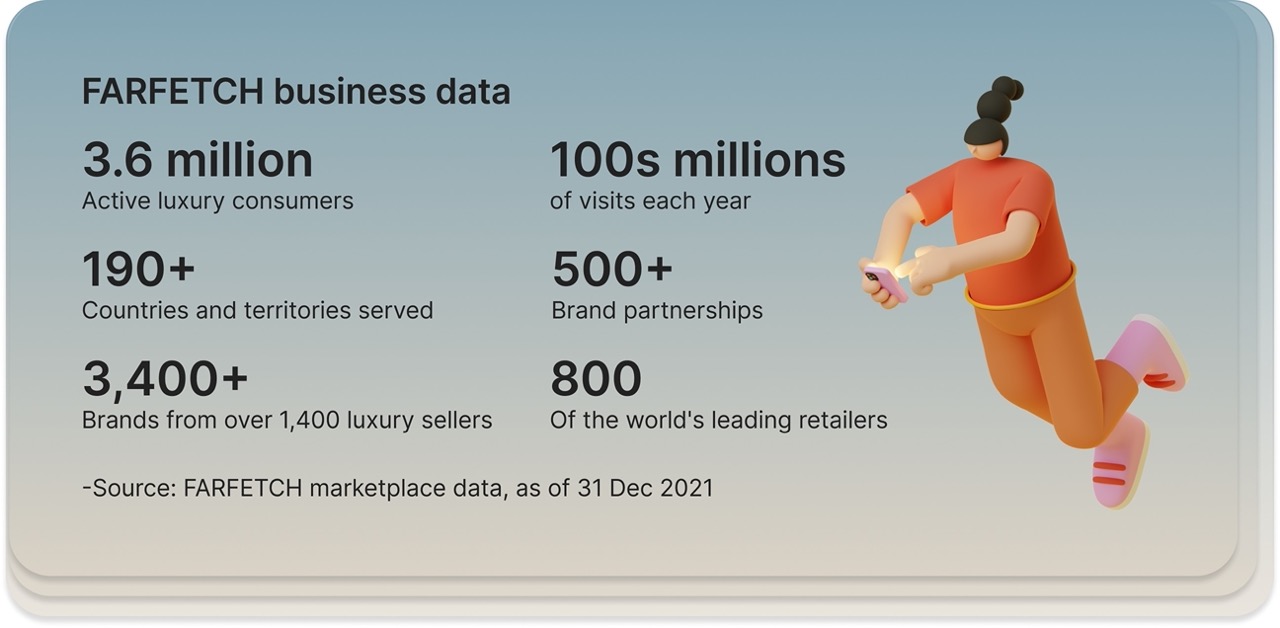 FARFETCH business data
3.6 million
Active luxury consumers
100s millions
of visits each year
190+
Countries and territories served
500+
Brand partnerships
3,400+
Brands from over 1,400 luxury sellers
800
Of the world's leading retailers
-Source: FARFETCH marketplace data, as of 31 Dec 2021